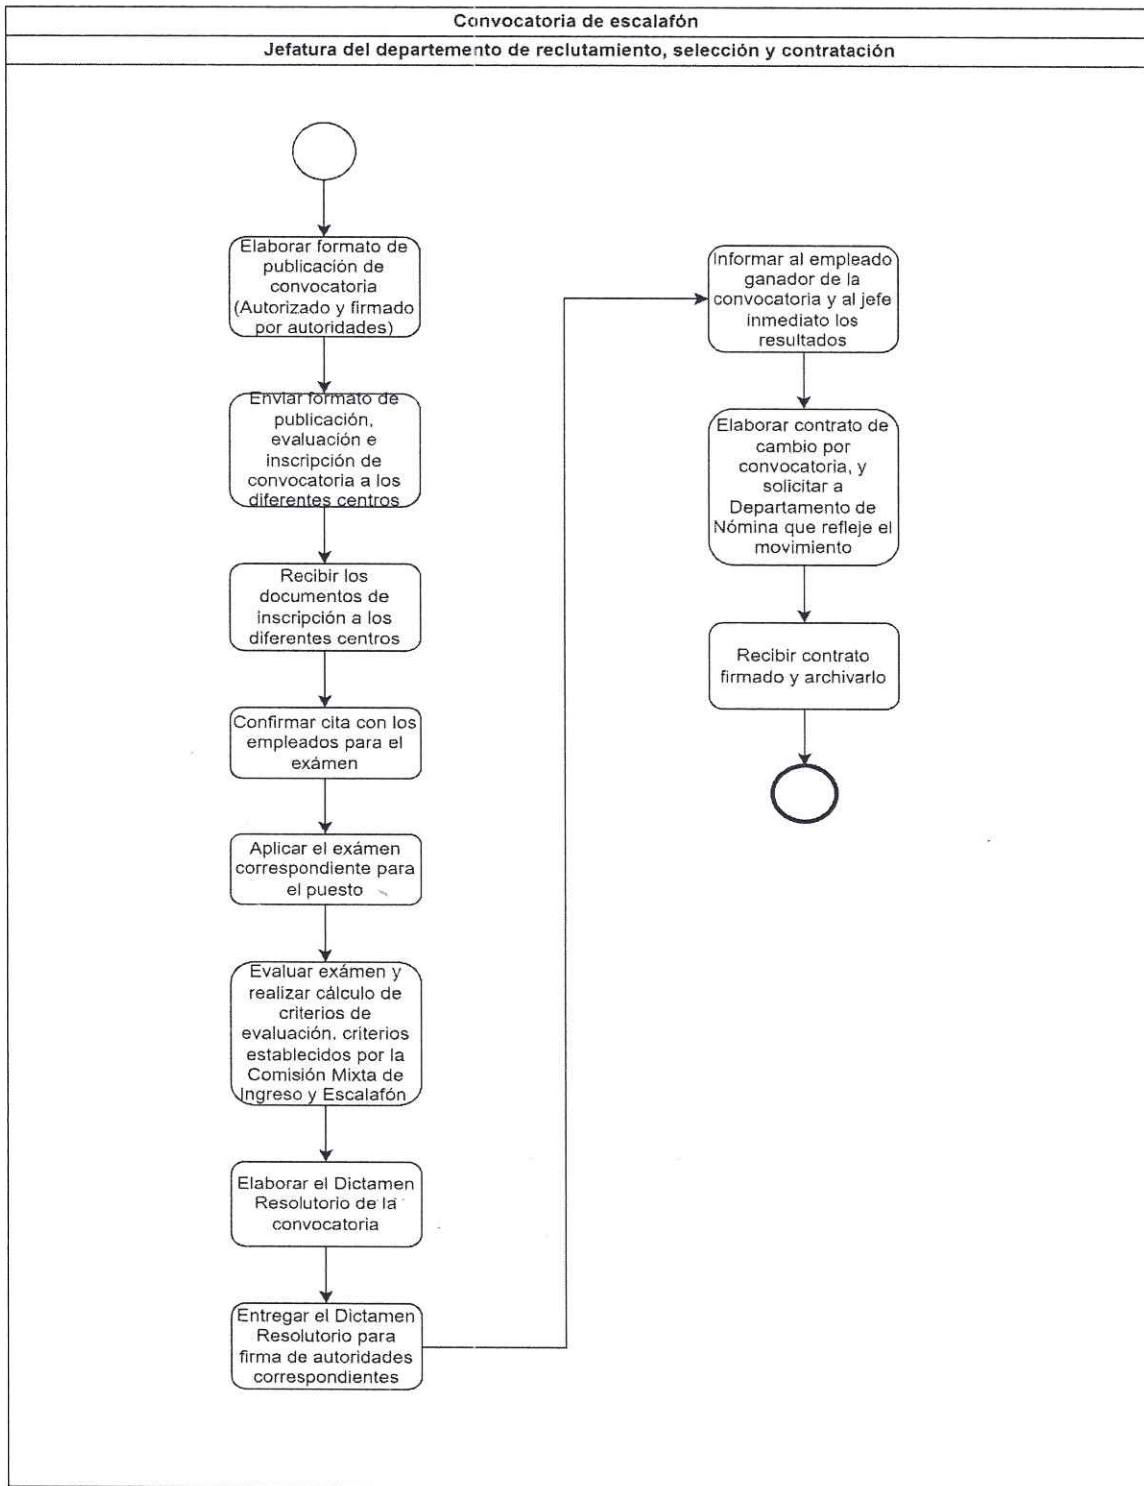 Convocatoria de escalafón
Jefatura del departemento de reclutamiento, selección y contratación
Elaborar formato de
publicación de
convocatoria
(Autorizado y firmado
por autoridades)
Enviar formato de
publicación,
evaluación e
inscripción de
convocatoria a los
diferentes centros
Recibir los
documentos de
inscripción a los
diferentes centros
Confirmar cita con los
empleados para el
exámen
Aplicar el exámen
correspondiente para
el puesto
Evaluar exámen y
realizar cálculo de
criterios de
evaluación, criterios
establecidos por la
Comisión Mixta de
Ingreso y Escalafón
Elaborar el Dictamen
Resolutorio de la
convocatoria
Entregar el Dictamen
Resolutorio para
firma de autoridades
correspondientes
Informar al empleado
ganador de la
convocatoria y al jefe
inmediato los
resultados
Elaborar contrato de
cambio por
convocatoria, y
solicitar a
Departamento de
Nómina que refleje el
movimiento
Recibir contrato
firmado y archivarlo